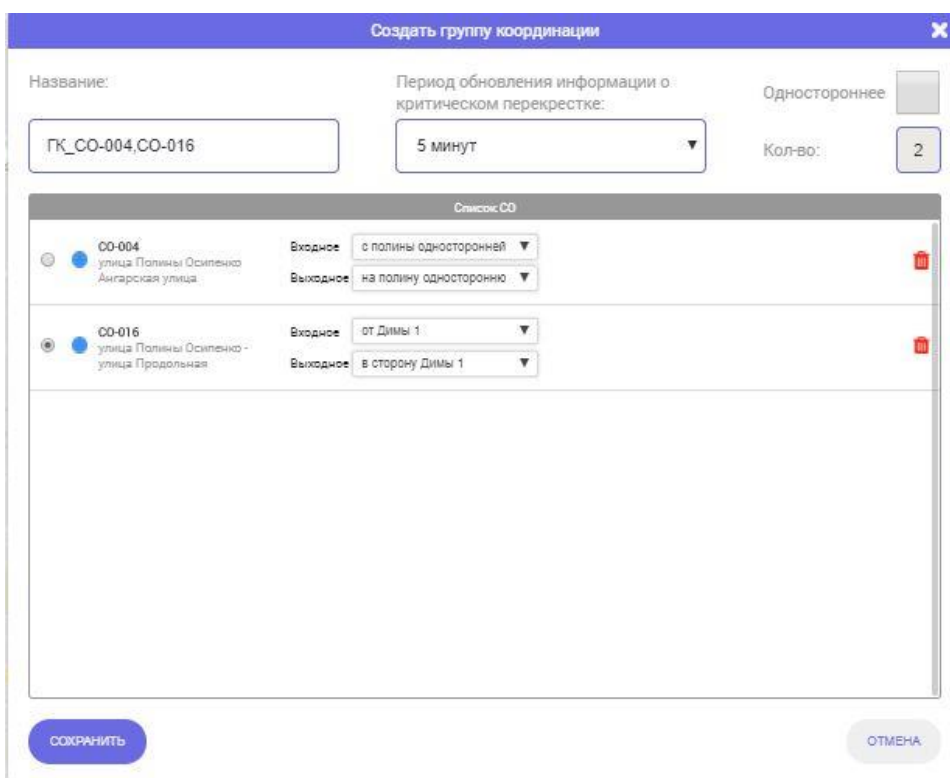 Создать группу координации
Название:
Период обновления информации о
критическом перекрестке:
Одностороннее
ГК_СО-004,СО-016
5 минут
Кол-во:
2
Список СО
СО-004
улица Полины Осипенко
Ангарская улица
Входное
с полины односторонней
Выходное
на полину одностороннюю
СО-016
улица Полины Осипенко -
улица Продольная
Входное
от Димы 1
Выходное
в сторону Димы 1
СОХРАНИТЬ
ОТМЕНА